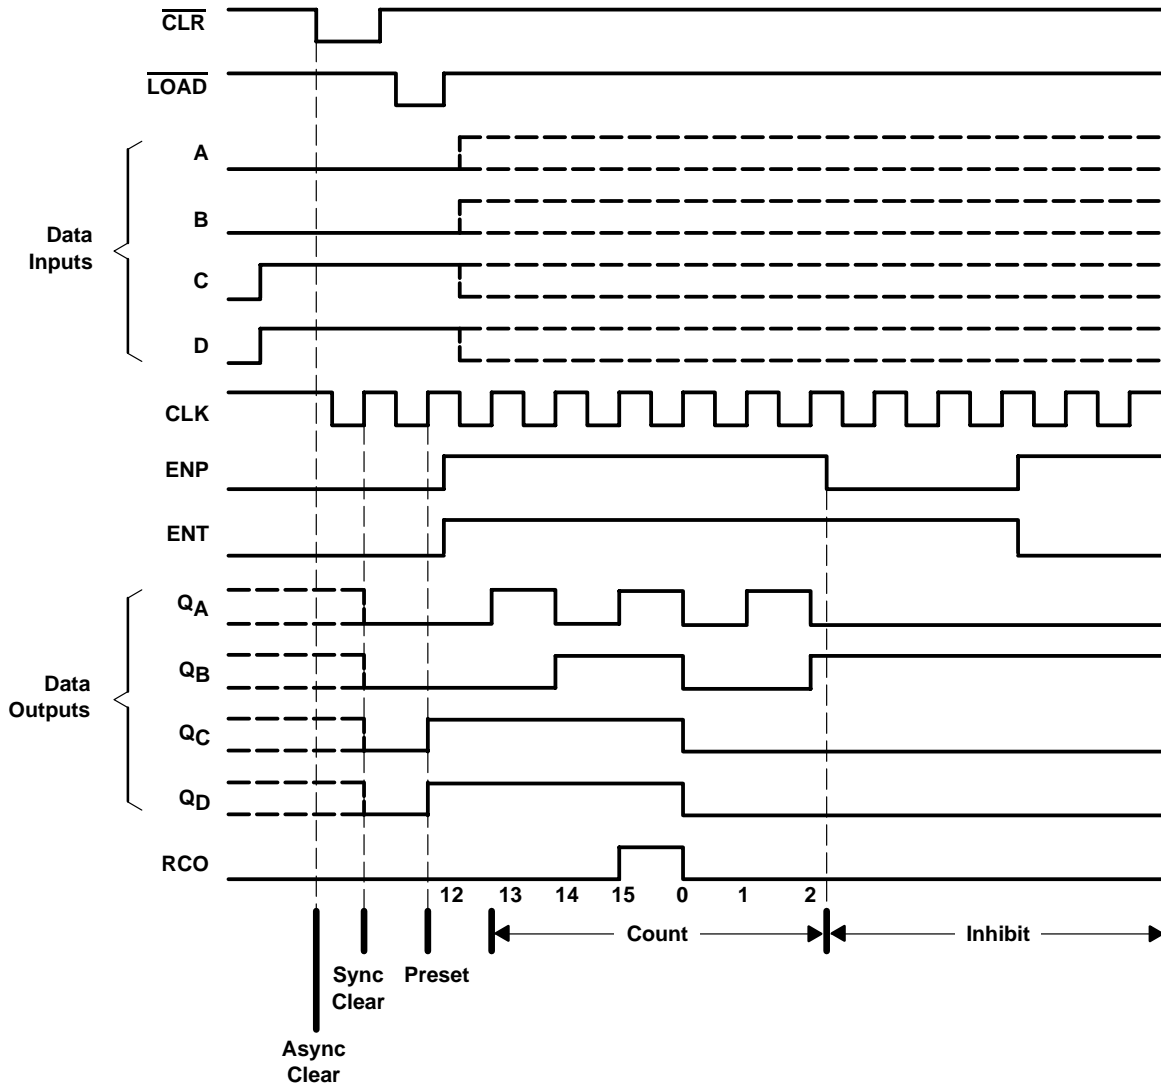 CLR
LOAD
A
B
Data
Inputs
C
D
CLK
ENP
ENT
QA
QB
Data
Outputs
QC
QD
RCO
12 13 14 15 0 1 2
Count Inhibit
Sync
Clear
Preset
Async
Clear